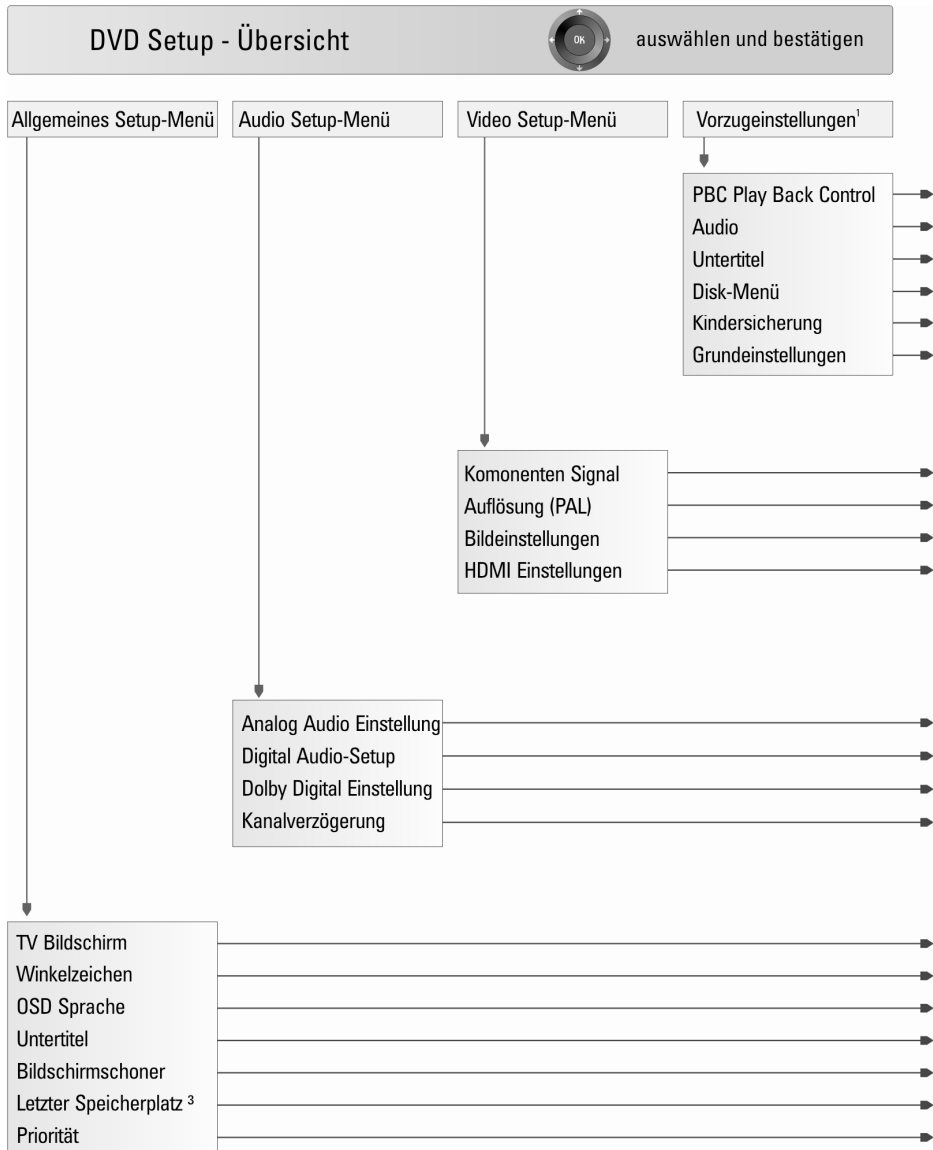 DVD Setup - Übersicht
OK
auswählen und bestätigen
Allgemeines Setup-Menü
Audio Setup-Menü
Video Setup-Menü
Vorzugeinstellungen¹
PBC Play Back Control
Audio
Untertitel
Disk-Menü
Kindersicherung
Grundeinstellungen
Komonenten Signal
Auflösung (PAL)
Bildeinstellungen
HDMI Einstellungen
Analog Audio Einstellung
Digital Audio-Setup
Dolby Digital Einstellung
Kanalverzögerung
TV Bildschirm
Winkelzeichen
OSD Sprache
Untertitel
Bildschirmschoner
Letzter Speicherplatz ³
Priorität